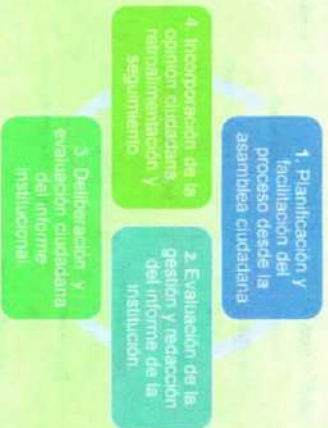 1. Planificación y
facilitación del
proceso desde la
asamblea ciudadana
2. Evaluación de la
gestión y redacción
del informe de la
institución.
3. Deliberación y
evaluación ciudadana
del informe
institucional.
4. Incorporación de la
opinión ciudadana,
retroalimentación y
seguimiento